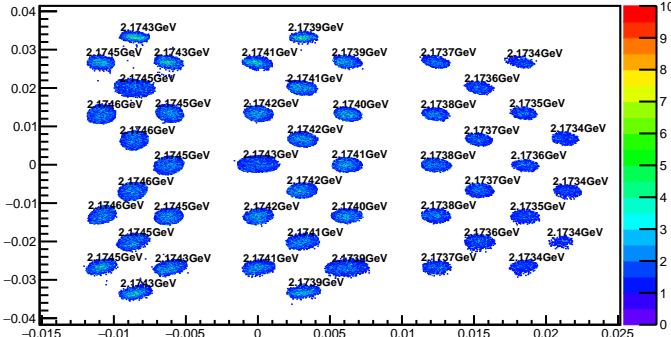 0.04
10
2.1743GeV 2.1739GeV
9
0.03
2.1745GeV 2.1743GeV 2.1741GeV 2.1739GeV 2.1737GeV 2.1734GeV
8
2.1745GeV 2.1741GeV 2.1736GeV
0.02
7
2.1746GeV 2.1745GeV 2.1742GeV 2.1740GeV 2.1738GeV 2.1735GeV
0.01
6
2.1746GeV 2.1742GeV 2.1737GeV 2.1734GeV
0
2.1745GeV 2.1743GeV 2.1741GeV 2.1738GeV 2.1736GeV
5
2.1746GeV 2.1742GeV 2.1737GeV 2.1734GeV
4
−0.01
2.1746GeV 2.1745GeV 2.1742GeV 2.1740GeV 2.1738GeV 2.1735GeV
3
−0.02
2.1745GeV 2.1741GeV 2.1736GeV 2.1734GeV
2
2.1745GeV 2.1743GeV 2.1741GeV 2.1739GeV 2.1737GeV 2.1734GeV
−0.03
2.1743GeV 2.1739GeV
1
−0.04
0
−0.015 −0.01 −0.005 0 0.005 0.01 0.015 0.02 0.025